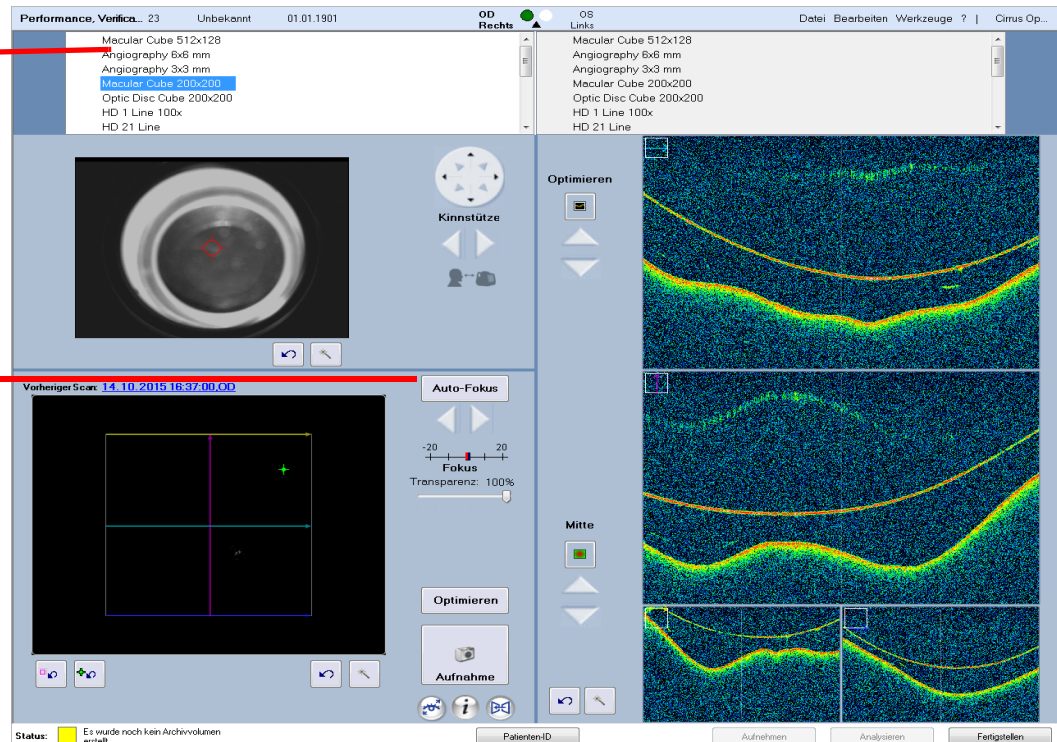 Performance, Verifica... 23 Unbekannt 01.01.1901 OD Rechts OS Links Datei Bearbeiten Werkzeuge ? | Cirrus Op...
Macular Cube 512x128
Angiography 6x6 mm
Angiography 3x3 mm
Macular Cube 200x200
Optic Disc Cube 200x200
HD 1 Line 100x
HD 21 Line
Macular Cube 512x128
Angiography 6x6 mm
Angiography 3x3 mm
Macular Cube 200x200
Optic Disc Cube 200x200
HD 1 Line 100x
HD 21 Line
Kinnstütze
Optimieren
Vorheriger Scan: 14.10.2015 16:37:00,OD
Auto-Fokus
-20 20
Fokus
Transparenz: 100%
Optimieren
Aufnahme
i
Mitte
Status: Es wurde noch kein Archivvolumen
erstellt
Patienten-ID
Aufnehmen
Analysieren
Fertigstellen